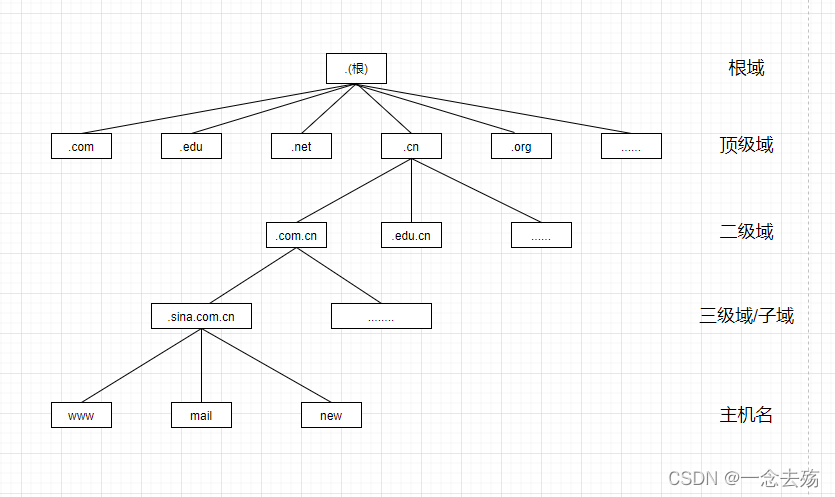 .(根)
根域
.com
.edu
.net
.cn
.org
......
顶级域
.com.cn
.edu.cn
......
二级域
.sina.com.cn
........
三级域/子域
www
mail
new
主机名
CSDN @一念去殇